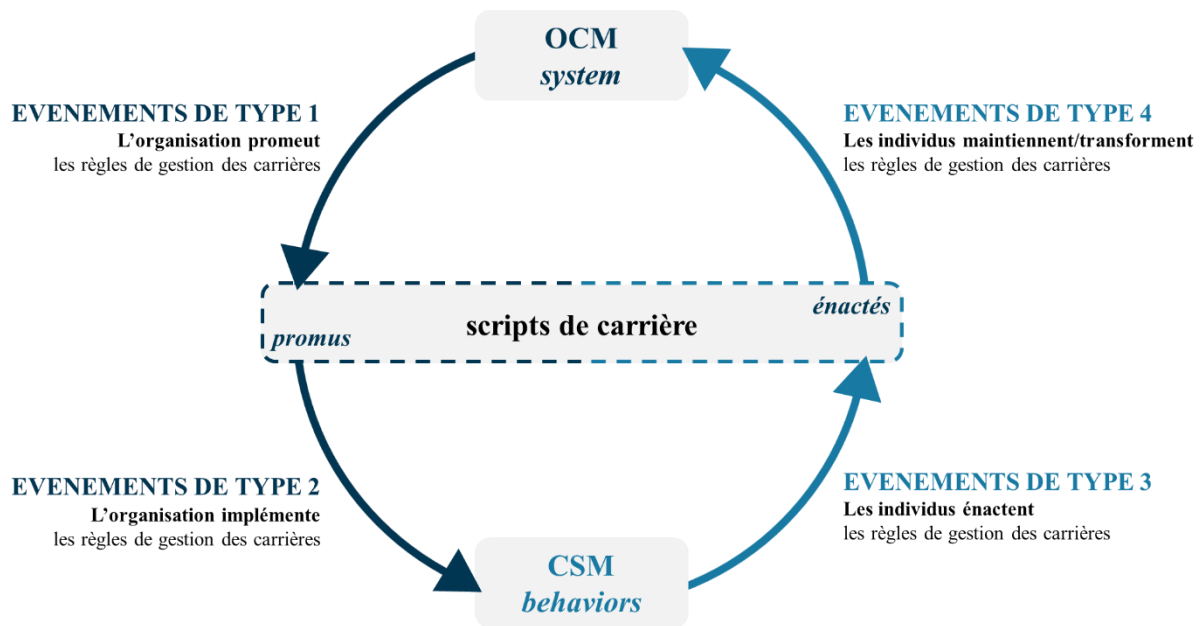 OCM
system
EVENEMENTS DE TYPE 1
L’organisation promeut
les règles de gestion des carrières
EVENEMENTS DE TYPE 4
Les individus maintiennent/transforment
les règles de gestion des carrières
énactés
scripts de carrière
promus
EVENEMENTS DE TYPE 2
L’organisation implémente
les règles de gestion des carrières
EVENEMENTS DE TYPE 3
Les individus énactent
les règles de gestion des carrières
CSM
behaviors